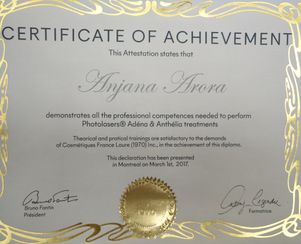 CERTIFICATE OF ACHIEVEMENT
This Attestation states that
Anjana Arora
demonstrates all the professional competences needed to perform
Photolasers® Adéna & Anthélia treatments
Theorical and pratical trainings are satisfactory to the demands
of Cosmétiques France Laure (1970) Inc., in the achievement of this diploma.
This declaration has been presented
in Montreal on March 1st, 2017.
Bruno Fantis
Président
Formatrice